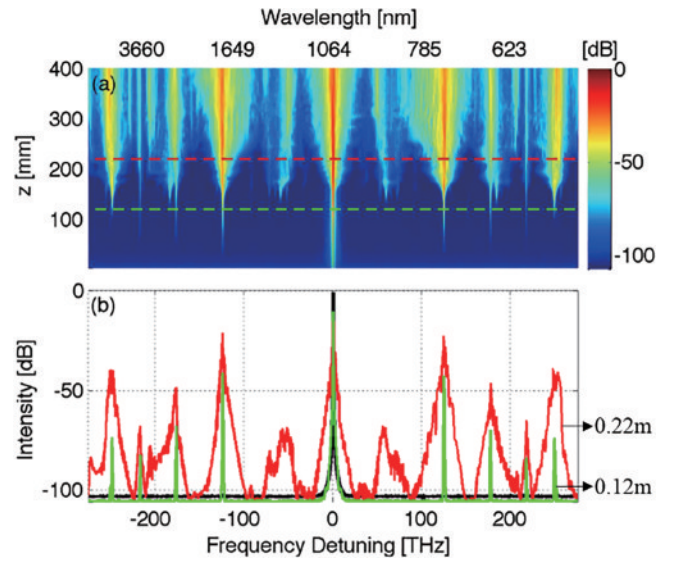 Wavelength [nm]
3660 1649 1064 785 623 [dB]
(a)
400
300
200
100
z [mm]
0
-50
-100
(b)
0
-50
-100
Intensity [dB]
0.22m
0.12m
-200 -100 0 100 200
Frequency Detuning [THz]